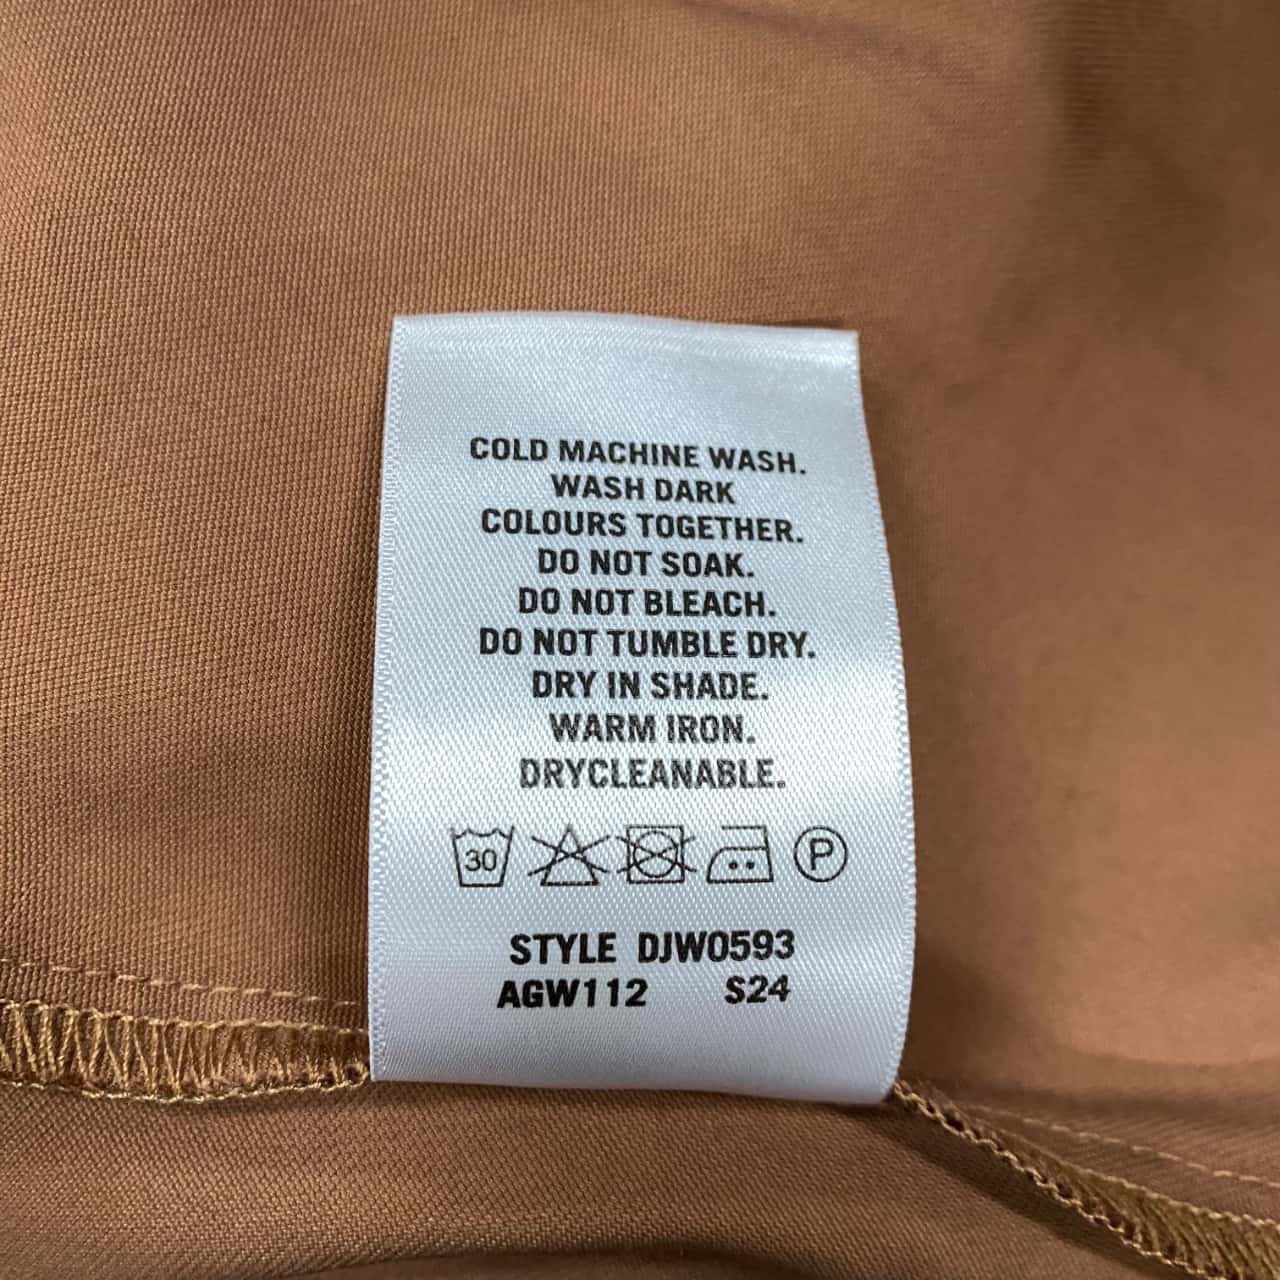 COLD MACHINE WASH.
WASH DARK
COLOURS TOGETHER.
DO NOT SOAK.
DO NOT BLEACH.
DO NOT TUMBLE DRY.
DRY IN SHADE.
WARM IRON.
DRYCLEANABLE.
30 P
STYLE DJW0593
AGW112 S24